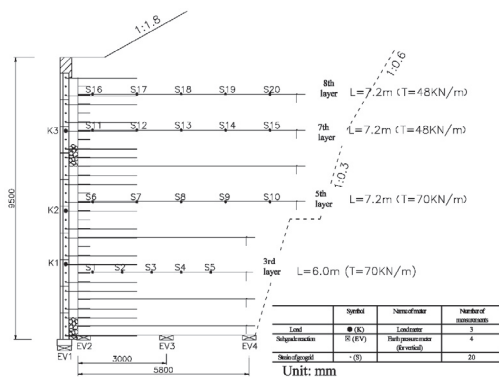 1:1.8
1:0.6
S16 S17 S18 S19 S20
8th layer L=7.2m (T=48KN/m)
K3
S11 S12 S13 S14 S15
7th layer L=7.2m (T=48KN/m)
1:0.3
9500
K2
S6 S7 S8 S9 S10
5th layer L=7.2m (T=70KN/m)
K1
S1 S2 S3 S4 S5
3rd layer L=6.0m (T=70KN/m)
EV1 EV2 EV3 EV4
3000
5800
Symbol Name of meter Number of measurements
Load (K) Load meter 3
Subgrade reaction (EV) Earth pressure meter (for vertical) 4
Strain of geogrid (S) 20
Unit: mm